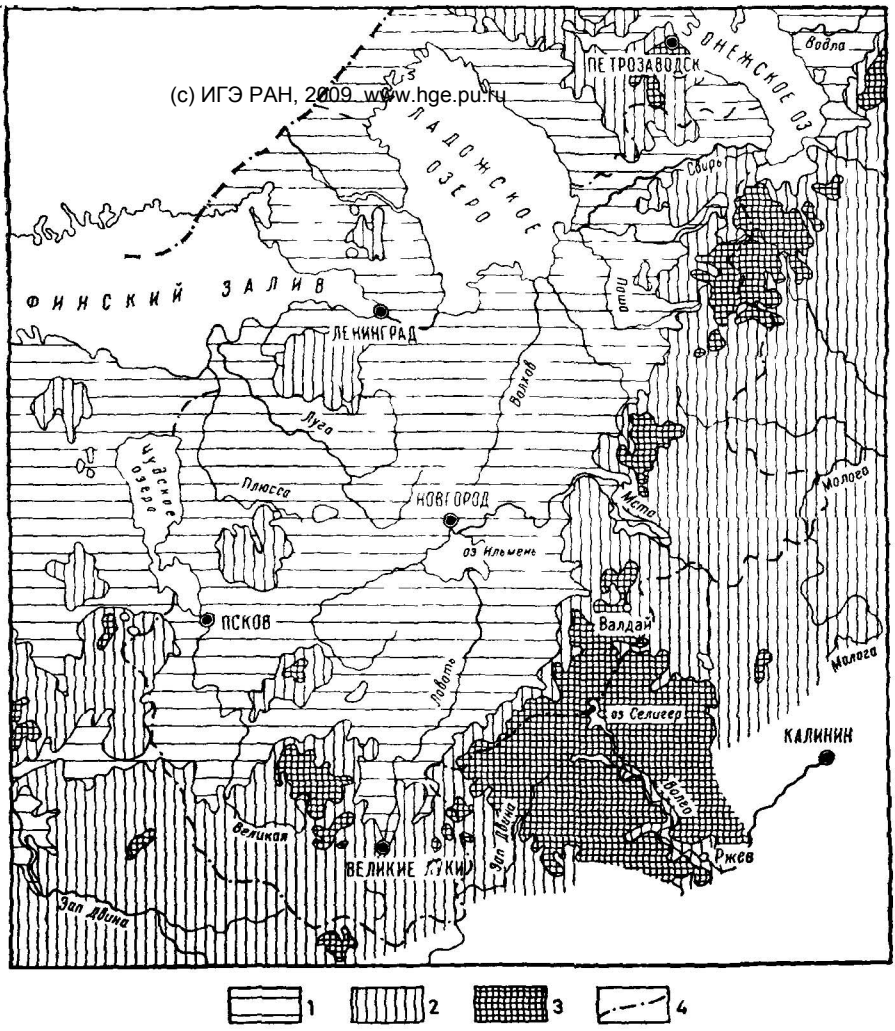 ОНЕЖСКОЕ ОЗ
Водла
ПЕТРОЗАВОДСК
(c) ИГЭ РАН, 2009. www.hge.pu.ru
ЛАДОЖСКОЕ
ОЗЕРО
Свирь
ФИНСКИЙ ЗАЛИВ
Паша
ЛЕНИНГРАД
Волхов
Луга
Чудское
озеро
Плюсса
НОВГОРОД
Мста
Молога
оз Ильмень
ПСКОВ
Валдай
Молога
Ловать
оз Селигер
КАЛИНИН
Волга
Великая
Зап Двина
Ржев
ВЕЛИКИЕ ЛУКИ
Зап Двина
1 2 3 4